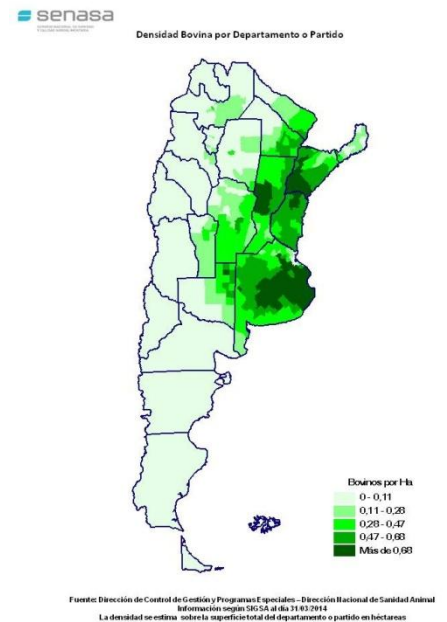 senasa
Densidad Bovina por Departamento o Partido
Bovinos por Ha
0 - 0,11
0,11 - 0,28
0,28 - 0,47
0,47 - 0,68
Más de 0,68
Fuente: Dirección de Control de Gestión y Programas Especiales – Dirección Nacional de Sanidad Animal
Información según SIGSA al día 31/03/2014
La densidad se estima sobre la superficie total del departamento o partido en hectáreas